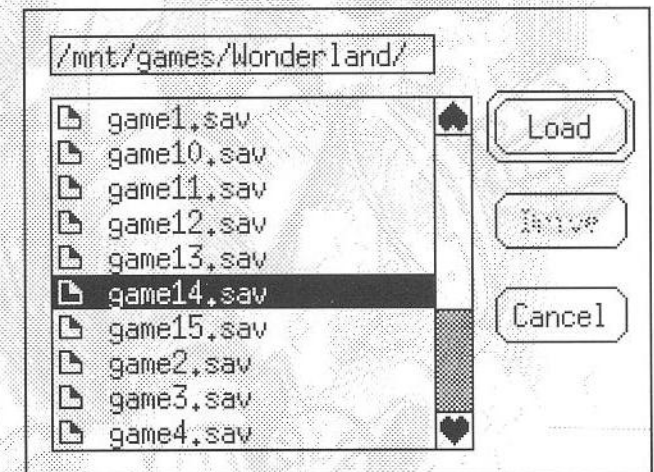 /mnt/games/Wonderland/
game1.sav
game10.sav
game11.sav
game12.sav
game13.sav
game14.sav
game15.sav
game2.sav
game3.sav
game4.sav
Load
Drive
Cancel